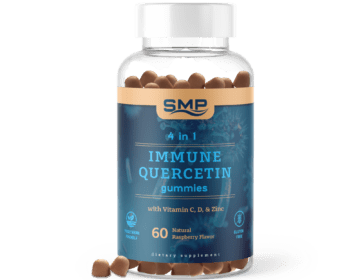 SMP
4 in 1
IMMUNE
QUERCETIN
gummies
with Vitamin C, D, & Zinc
60 Natural
Raspberry Flavor
Dietary supplement